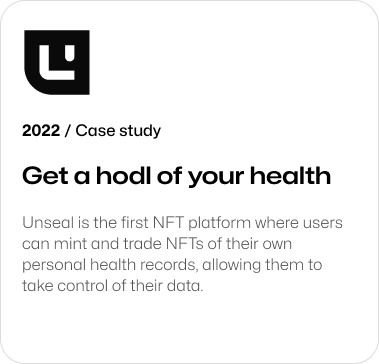 2022 / Case study
Get a hodl of your health
Unseal is the first NFT platform where users
can mint and trade NFTs of their own
personal health records, allowing them to
take control of their data.